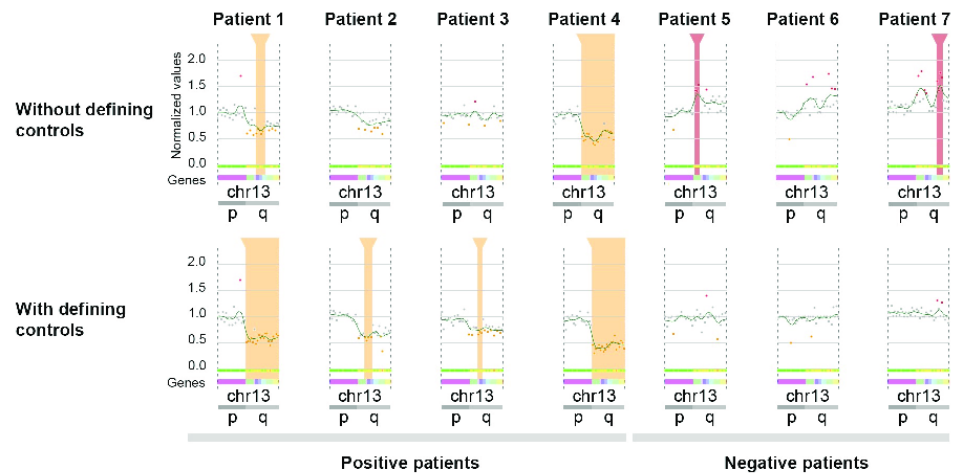 Patient 1 Patient 2 Patient 3 Patient 4 Patient 5 Patient 6 Patient 7
Without defining
controls
Normalized values
2.0
1.5
1.0
0.5
0.0
Genes
chr13 chr13 chr13 chr13 chr13 chr13 chr13
p q p q p q p q p q p q p q
With defining
controls
2.0
1.5
1.0
0.5
0.0
Genes
chr13 chr13 chr13 chr13 chr13 chr13 chr13
p q p q p q p q p q p q p q
Positive patients Negative patients